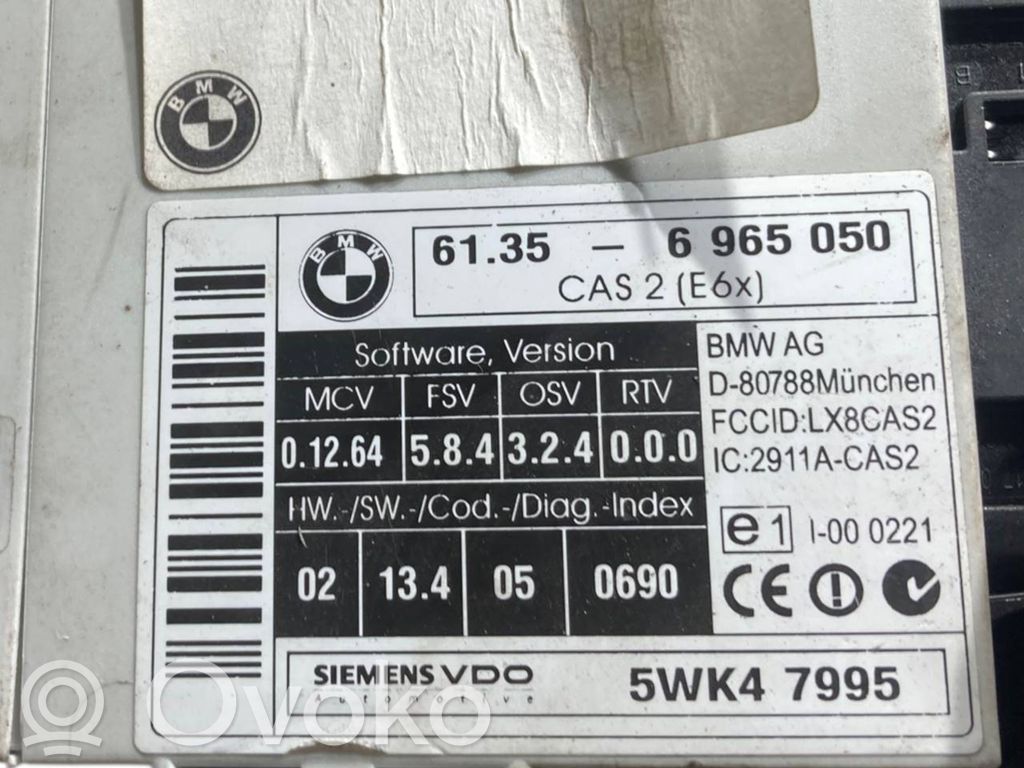 BMW
BMW
61.35 – 6 965 050
CAS 2 (E6x)
Software, Version
MCV FSV OSV RTV
0.12.64 5.8.4 3.2.4 0.0.0
HW.-/SW.-/Cod.-/Diag.-Index
02 13.4 05 0690
BMW AG
D-80788München
FCCID:LX8CAS2
IC:2911A-CAS2
e1 I-00 0221
CE
SIEMENS VDO
Automotive
5WK4 7995
Ovoko
Ovoko